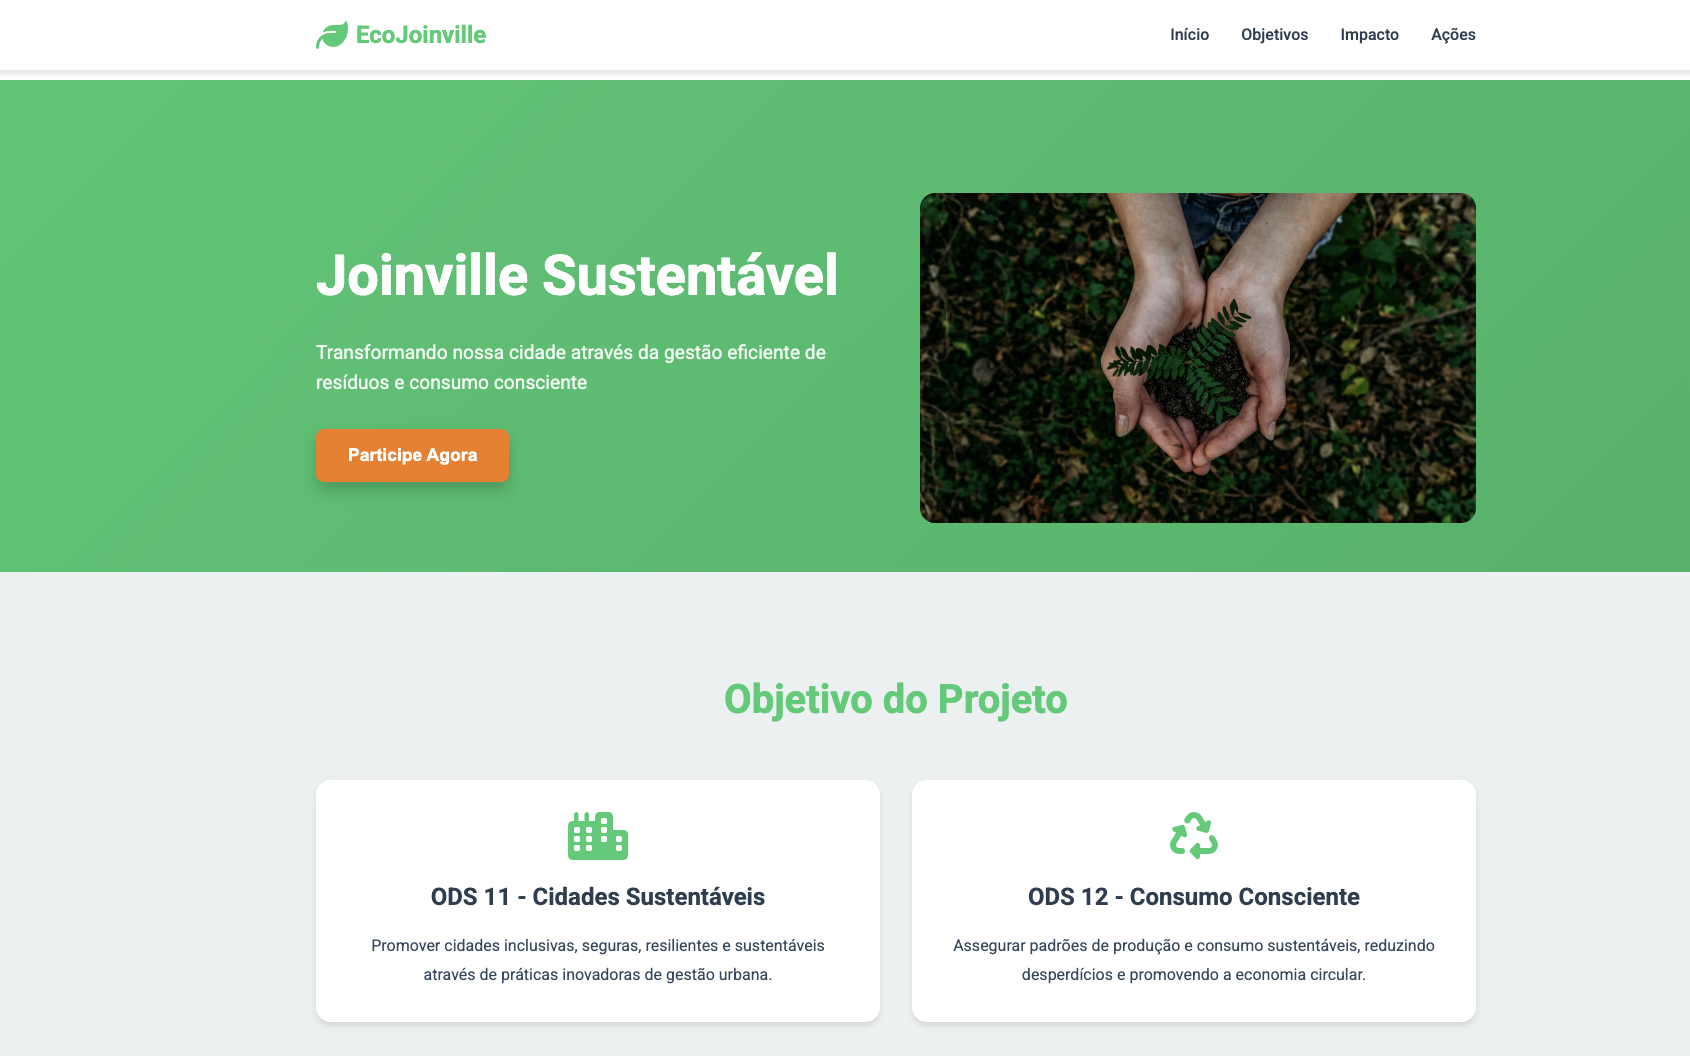 EcoJoinville
Início
Objetivos
Impacto
Ações
Joinville Sustentável
Transformando nossa cidade através da gestão eficiente de
resíduos e consumo consciente
Participe Agora
Objetivo do Projeto
ODS 11 - Cidades Sustentáveis
Promover cidades inclusivas, seguras, resilientes e sustentáveis
através de práticas inovadoras de gestão urbana.
ODS 12 - Consumo Consciente
Assegurar padrões de produção e consumo sustentáveis, reduzindo
desperdícios e promovendo a economia circular.